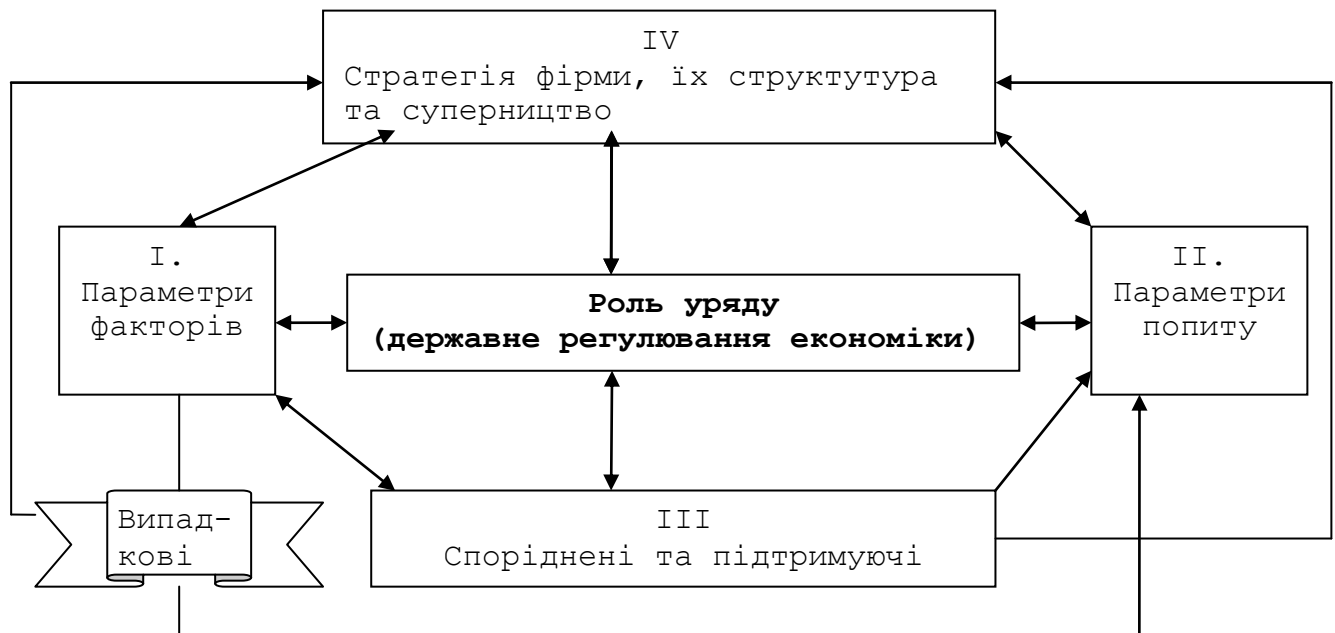 IV
Стратегія фірми, їх структутура
та суперництво
I.
Параметри
факторів
Роль уряду
(державне регулювання економіки)
II.
Параметри
попиту
Випад-
кові
III
Споріднені та підтримуючі